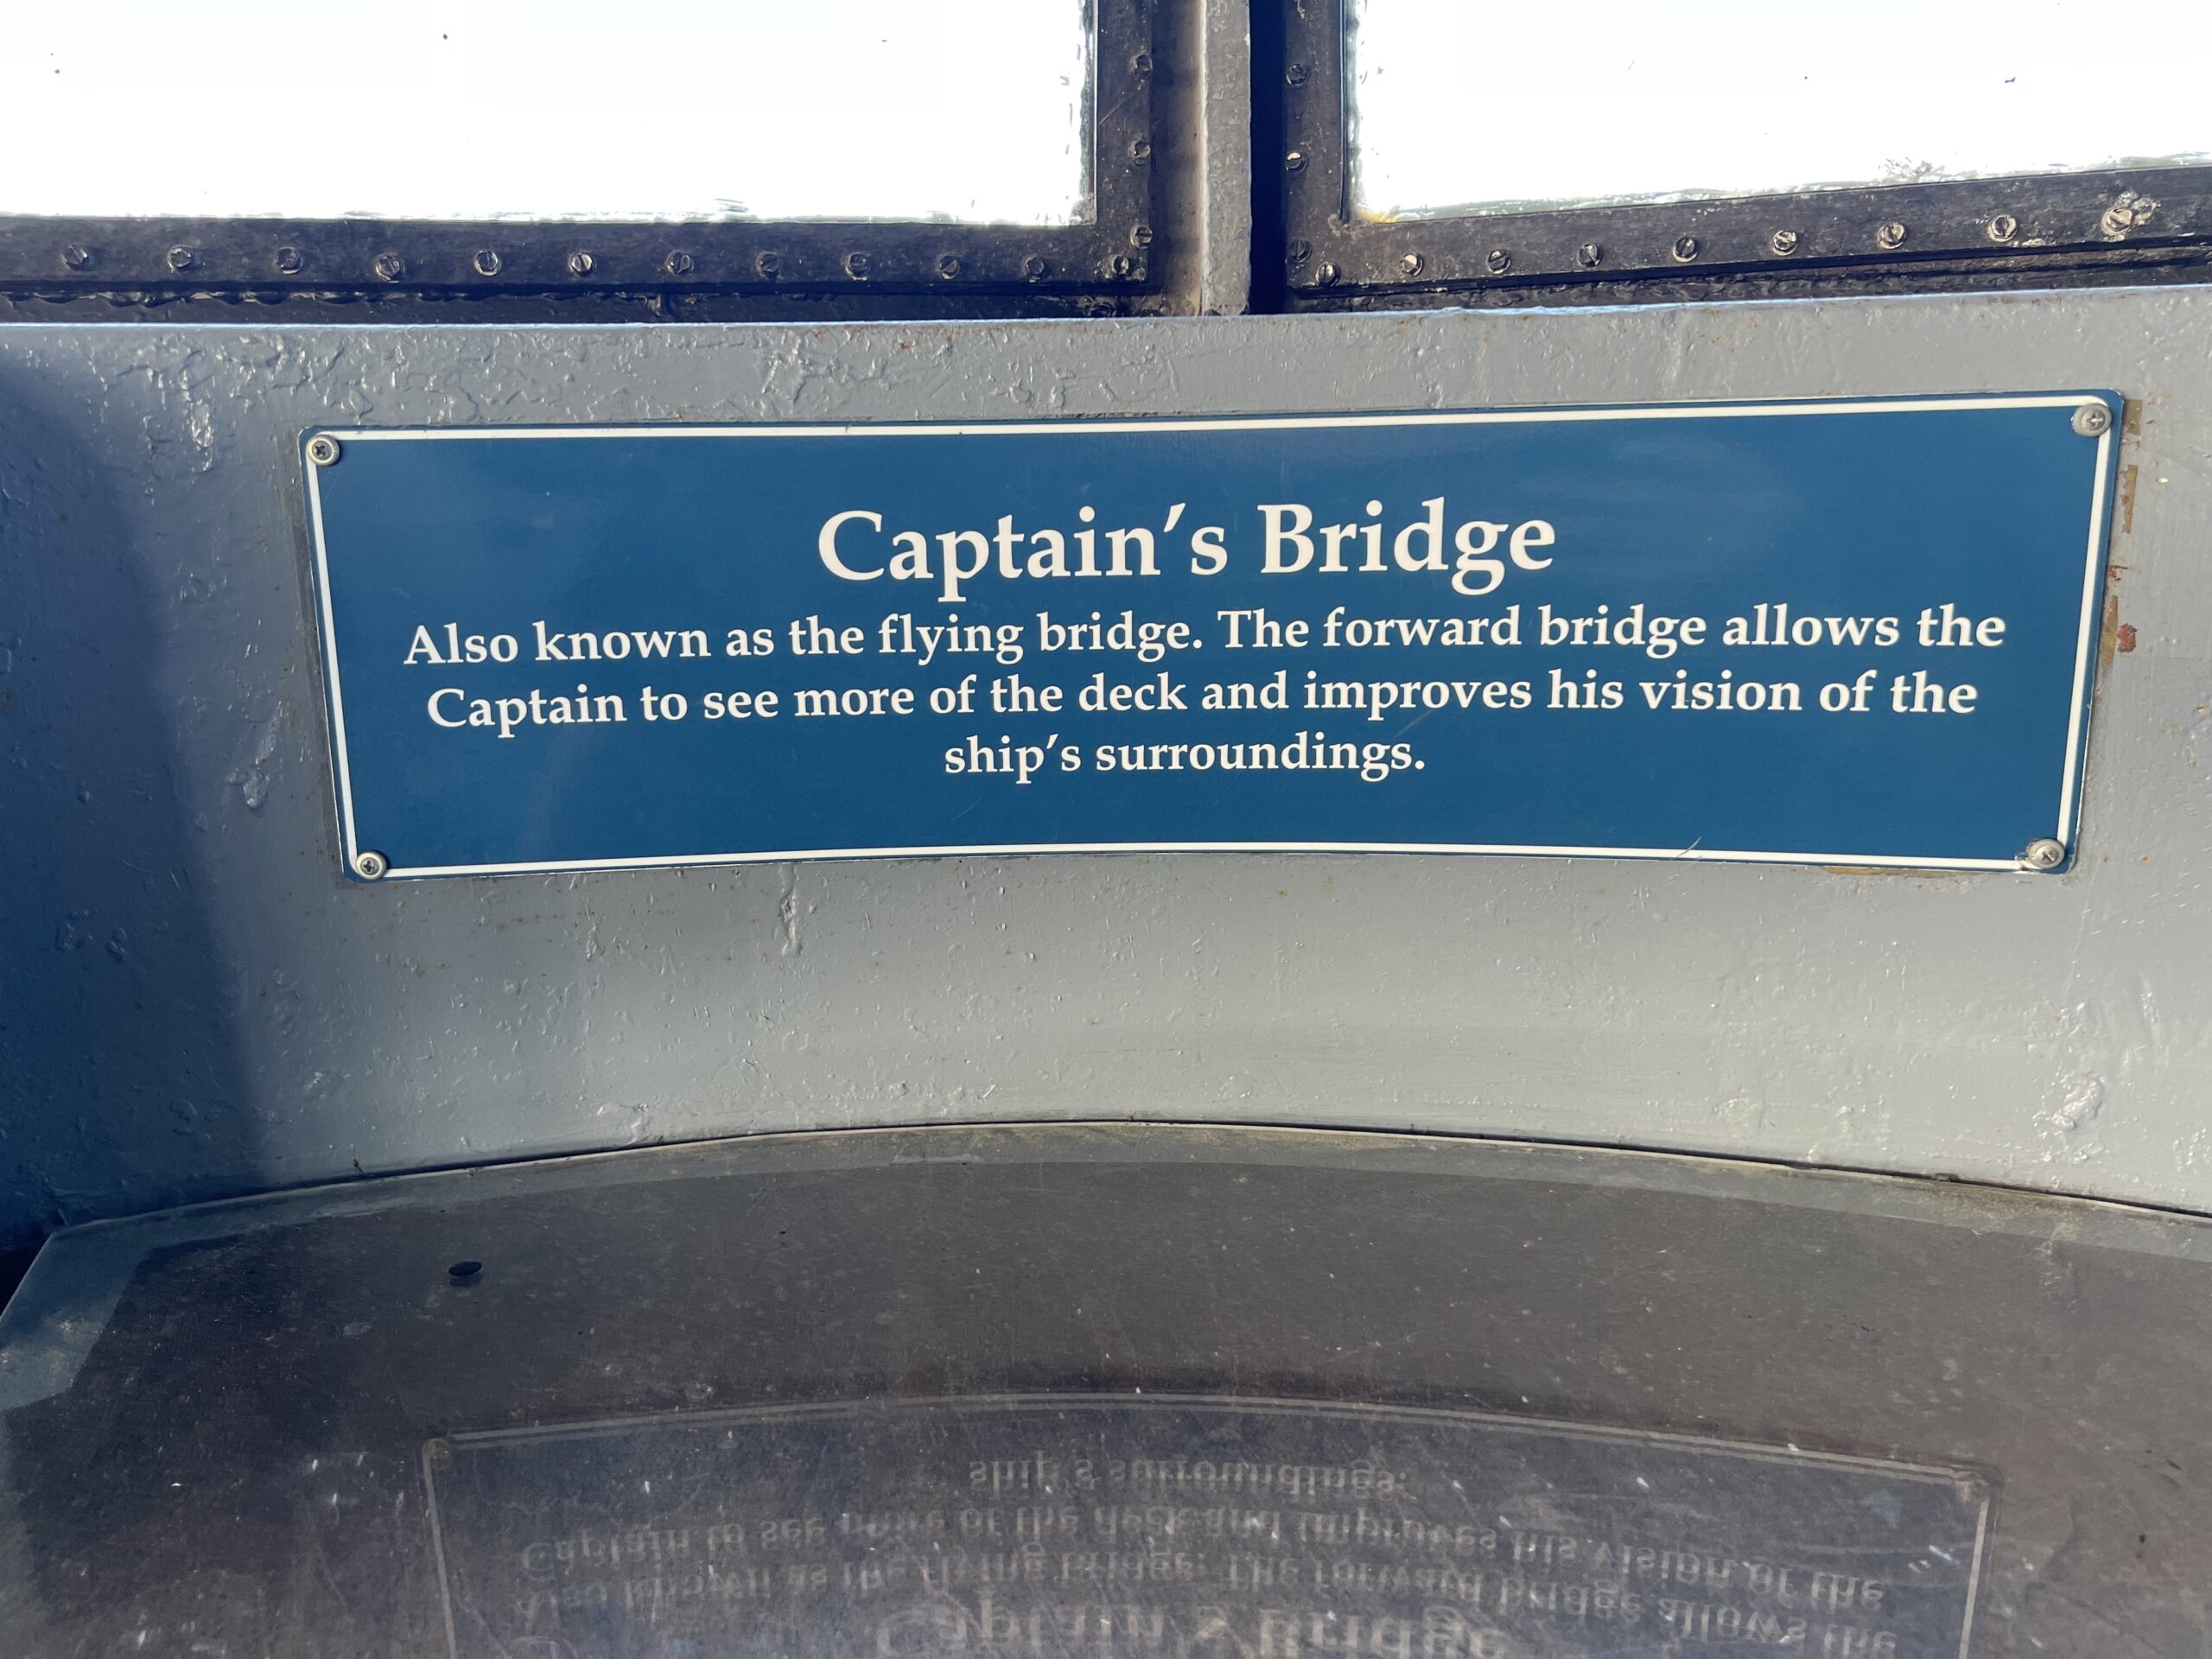 Captain’s Bridge
Also known as the flying bridge. The forward bridge allows the
Captain to see more of the deck and improves his vision of the
ship’s surroundings.